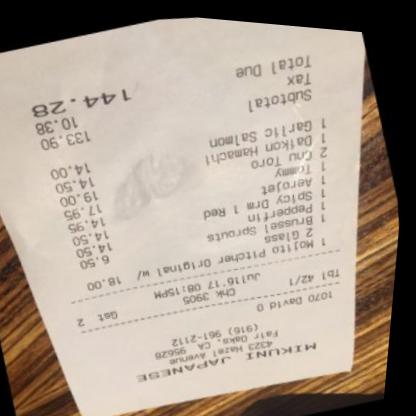 MIKUNI JAPANESE
4323 Hazel Avenue
Fair Oaks, CA 95628
(916) 961-2112
1070 David O
Tbl 42/1 Chk 3905 Gst 2
Jul16'17 08:15PM
1 Mojito Pitcher Original w/ 18.00
2 Glass
1 Brussel Sprouts 6.50
1 Pepperfin 14.50
1 Spicy Drm 1 Red 14.50
1 Aerojet 14.95
1 Tommy 17.95
2 Chu Toro 19.00
1 Daikon Hamachi 14.50
1 Garlic Salmon 14.00
Subtotal 133.90
Tax 10.38
Total Due 144.28